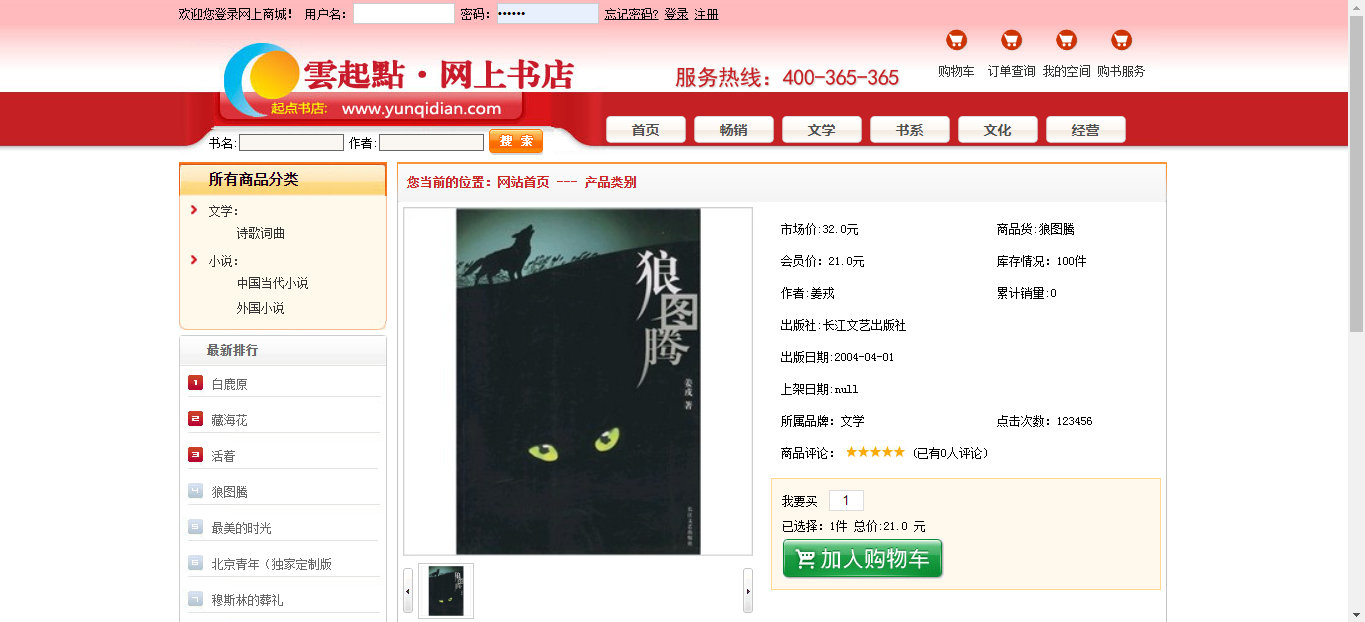 欢迎您登录网上商城！ 用户名： 密码：•••••• 忘记密码? 登录 注册
雲起點·网上书店
起点书店: www.yunqidian.com
服务热线：400-365-365
购物车 订单查询 我的空间 购书服务
首页 畅销 文学 书系 文化 经营
书名: 作者: 搜 索
所有商品分类
文学：
诗歌词曲
小说：
中国当代小说
外国小说
最新排行
1 白鹿原
2 藏海花
3 活着
4 狼图腾
5 最美的时光
6 北京青年（独家定制版
7 穆斯林的葬礼
您当前的位置：网站首页 --- 产品类别
狼图腾
姜戎 著
长江文艺出版社
市场价:32.0元 商品货:狼图腾
会员价：21.0元 库存情况：100件
作者:姜戎 累计销量:0
出版社:长江文艺出版社
出版日期:2004-04-01
上架日期:null
所属品牌：文学 点击次数：123456
商品评论： ★★★★★ (已有0人评论)
我要买 1
已选择：1件 总价:21.0 元
加入购物车